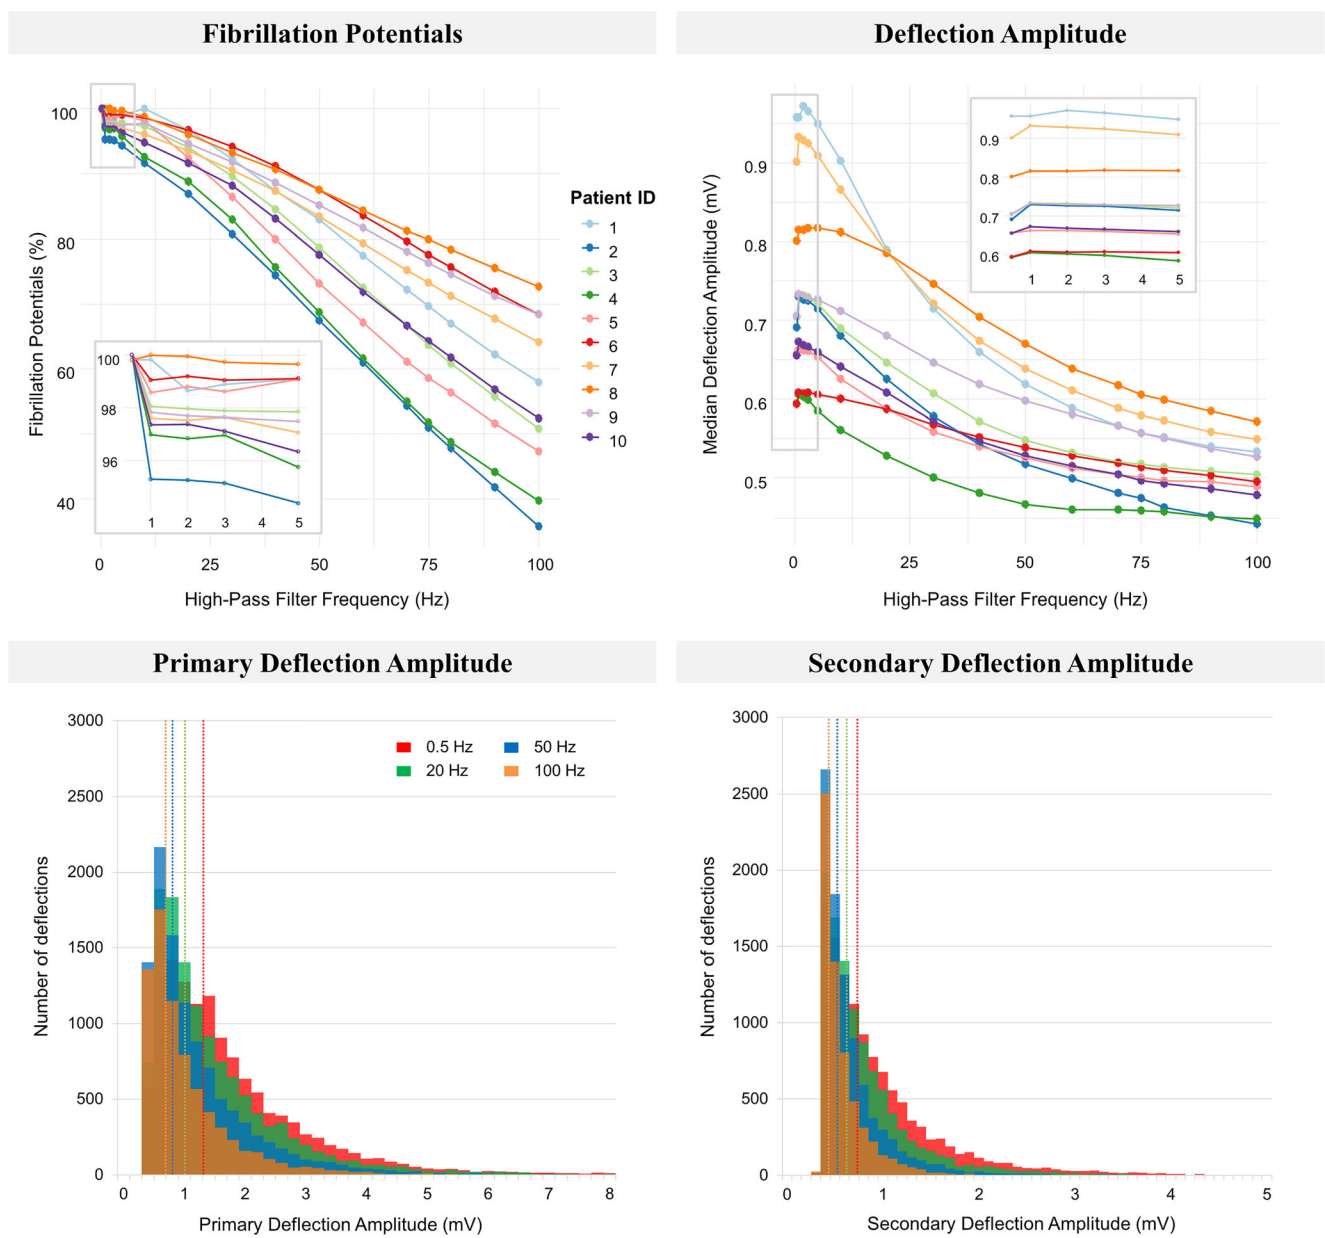 Fibrillation Potentials
Deflection Amplitude
Fibrillation Potentials (%)
100
80
60
40
100
98
96
1 2 3 4 5
0 25 50 75 100
High-Pass Filter Frequency (Hz)
Patient ID
1
2
3
4
5
6
7
8
9
10
Median Deflection Amplitude (mV)
0.9
0.8
0.7
0.6
0.5
0.9
0.8
0.7
0.6
1 2 3 4 5
0 25 50 75 100
High-Pass Filter Frequency (Hz)
Primary Deflection Amplitude
Secondary Deflection Amplitude
Number of deflections
3000
2500
2000
1500
1000
500
0
0.5 Hz 50 Hz
20 Hz 100 Hz
0 1 2 3 4 5 6 7 8
Primary Deflection Amplitude (mV)
Number of deflections
3000
2500
2000
1500
1000
500
0
0 1 2 3 4 5
Secondary Deflection Amplitude (mV)